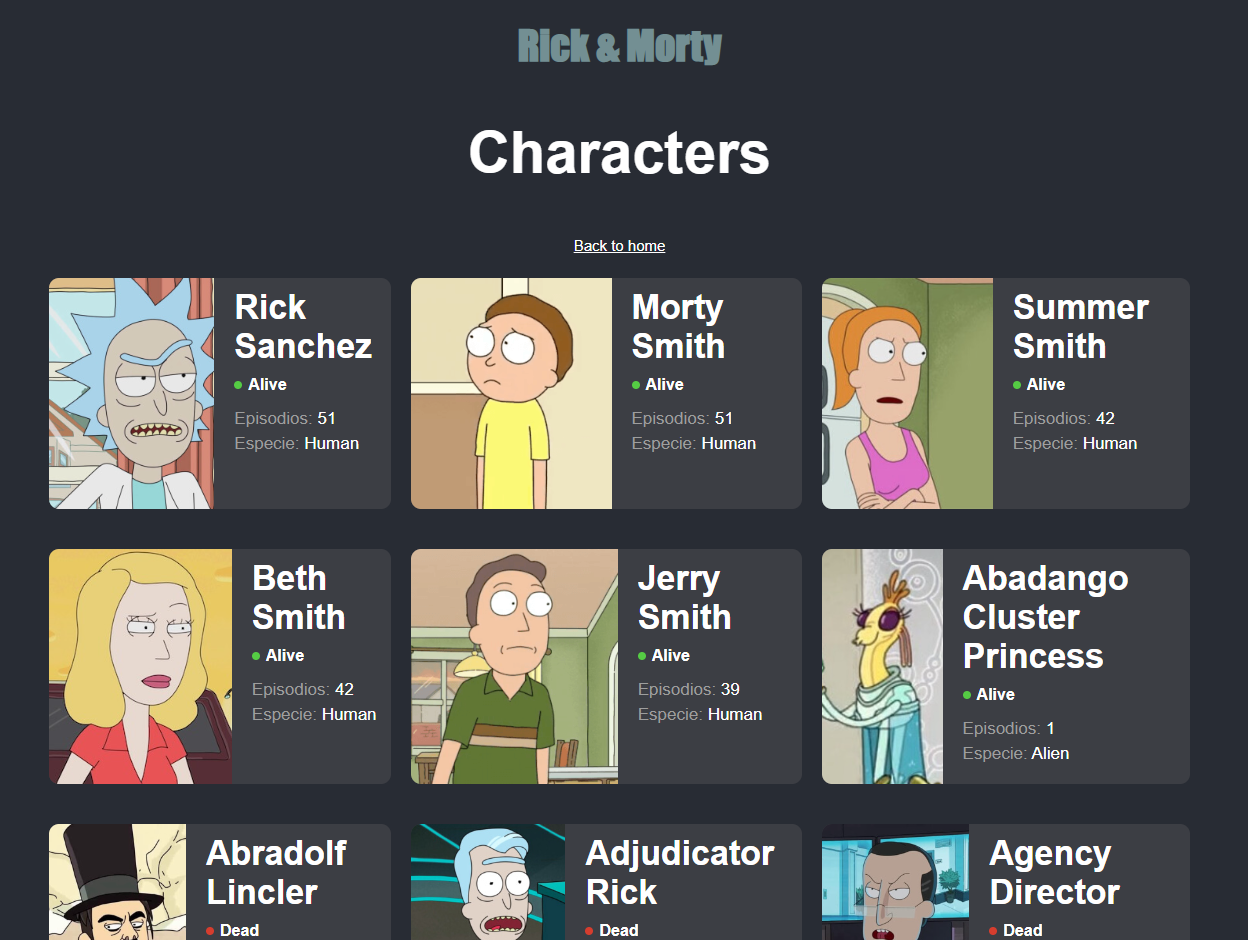 Rick & Morty
Characters
Back to home
Rick
Sanchez
Alive
Episodios: 51
Especie: Human
Morty
Smith
Alive
Episodios: 51
Especie: Human
Summer
Smith
Alive
Episodios: 42
Especie: Human
Beth
Smith
Alive
Episodios: 42
Especie: Human
Jerry
Smith
Alive
Episodios: 39
Especie: Human
Abadango
Cluster
Princess
Alive
Episodios: 1
Especie: Alien
Abradolf
Lincler
Dead
Adjudicator
Rick
Dead
Agency
Director
Dead